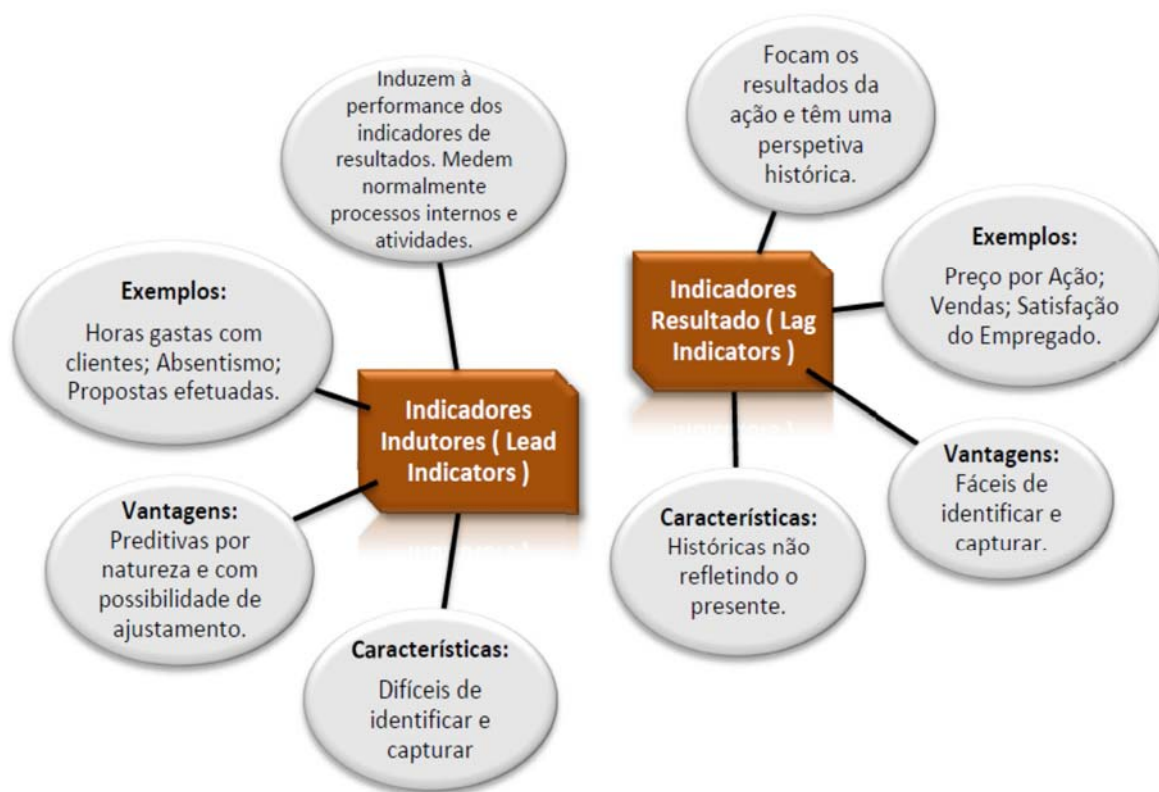 Induzem à
performance dos
indicadores de
resultados. Medem
normalmente
processos internos e
atividades.
Exemplos:
Horas gastas com
clientes; Absentismo;
Propostas efetuadas.
Indicadores
Indutores ( Lead
Indicators )
Vantagens:
Preditivas por
natureza e com
possibilidade de
ajustamento.
Características:
Difíceis de
identificar e
capturar
Focam os
resultados da
ação e têm uma
perspetiva
histórica.
Indicadores
Resultado ( Lag
Indicators )
Exemplos:
Preço por Ação;
Vendas; Satisfação
do Empregado.
Vantagens:
Fáceis de
identificar e
capturar.
Características:
Históricas não
refletindo o
presente.